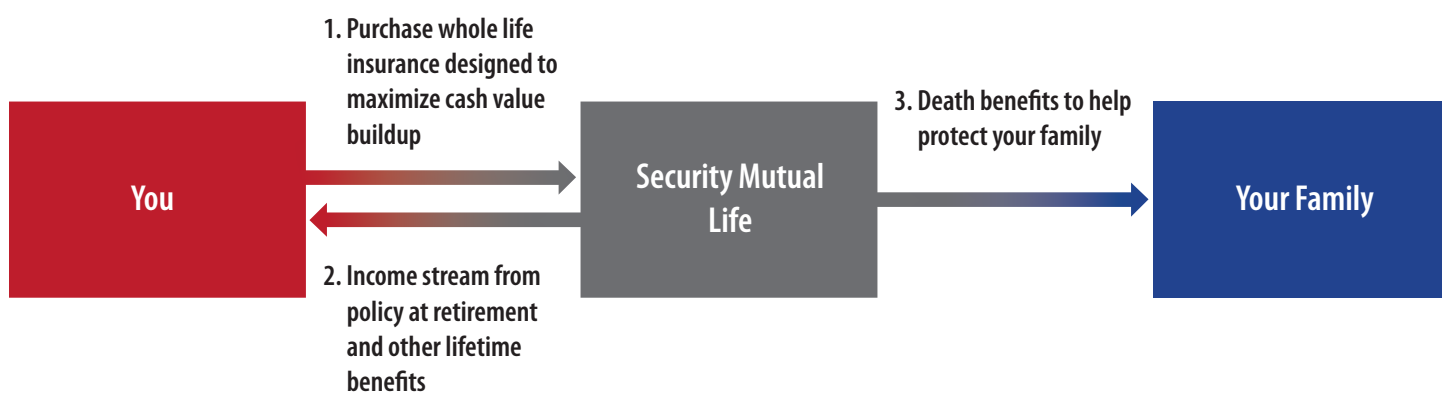 1. Purchase whole life
insurance designed to
maximize cash value
buildup
You
2. Income stream from
policy at retirement
and other lifetime
benefits
Security Mutual
Life
3. Death benefits to help
protect your family
Your Family